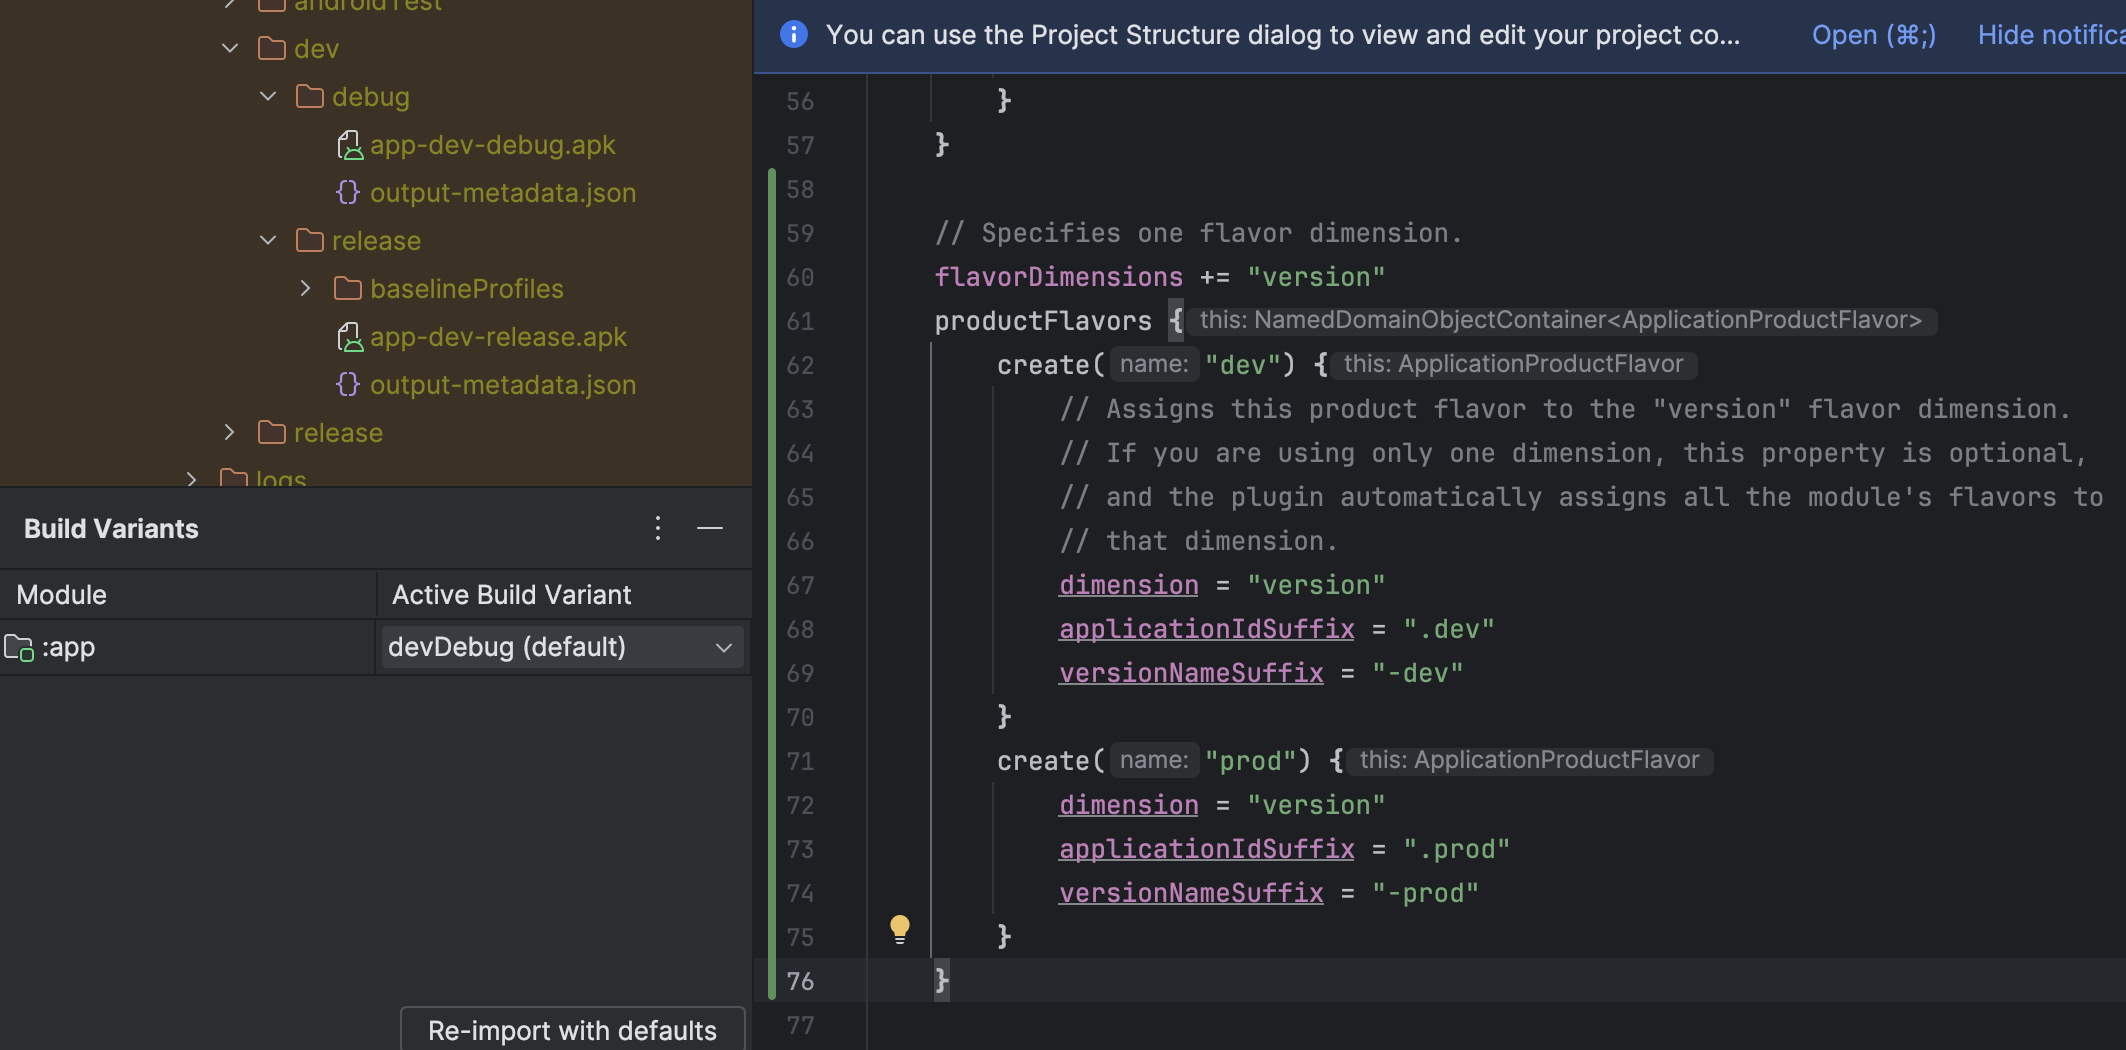 androidTest
dev
debug
app-dev-debug.apk
output-metadata.json
release
baselineProfiles
app-dev-release.apk
output-metadata.json
release
logs
Build Variants
Module
Active Build Variant
:app
devDebug (default)
Re-import with defaults
You can use the Project Structure dialog to view and edit your project co... Open (⌘;) Hide notifica
56 }
57 }
58
59 // Specifies one flavor dimension.
60 flavorDimensions += "version"
61 productFlavors { this: NamedDomainObjectContainer<ApplicationProductFlavor>
62 create( name: "dev") { this: ApplicationProductFlavor
63 // Assigns this product flavor to the "version" flavor dimension.
64 // If you are using only one dimension, this property is optional,
65 // and the plugin automatically assigns all the module's flavors to
66 // that dimension.
67 dimension = "version"
68 applicationIdSuffix = ".dev"
69 versionNameSuffix = "-dev"
70 }
71 create( name: "prod") { this: ApplicationProductFlavor
72 dimension = "version"
73 applicationIdSuffix = ".prod"
74 versionNameSuffix = "-prod"
75 }
76 }
77